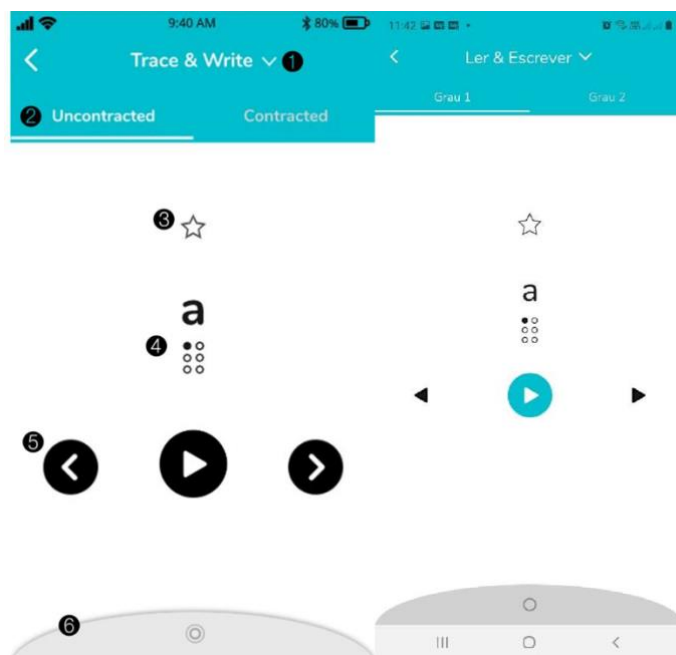 9:40 AM 80%
Trace & Write 1
2 Uncontracted Contracted
3
a
4
5
6
11:42
Ler & Escrever
Grau 1 Grau 2
a